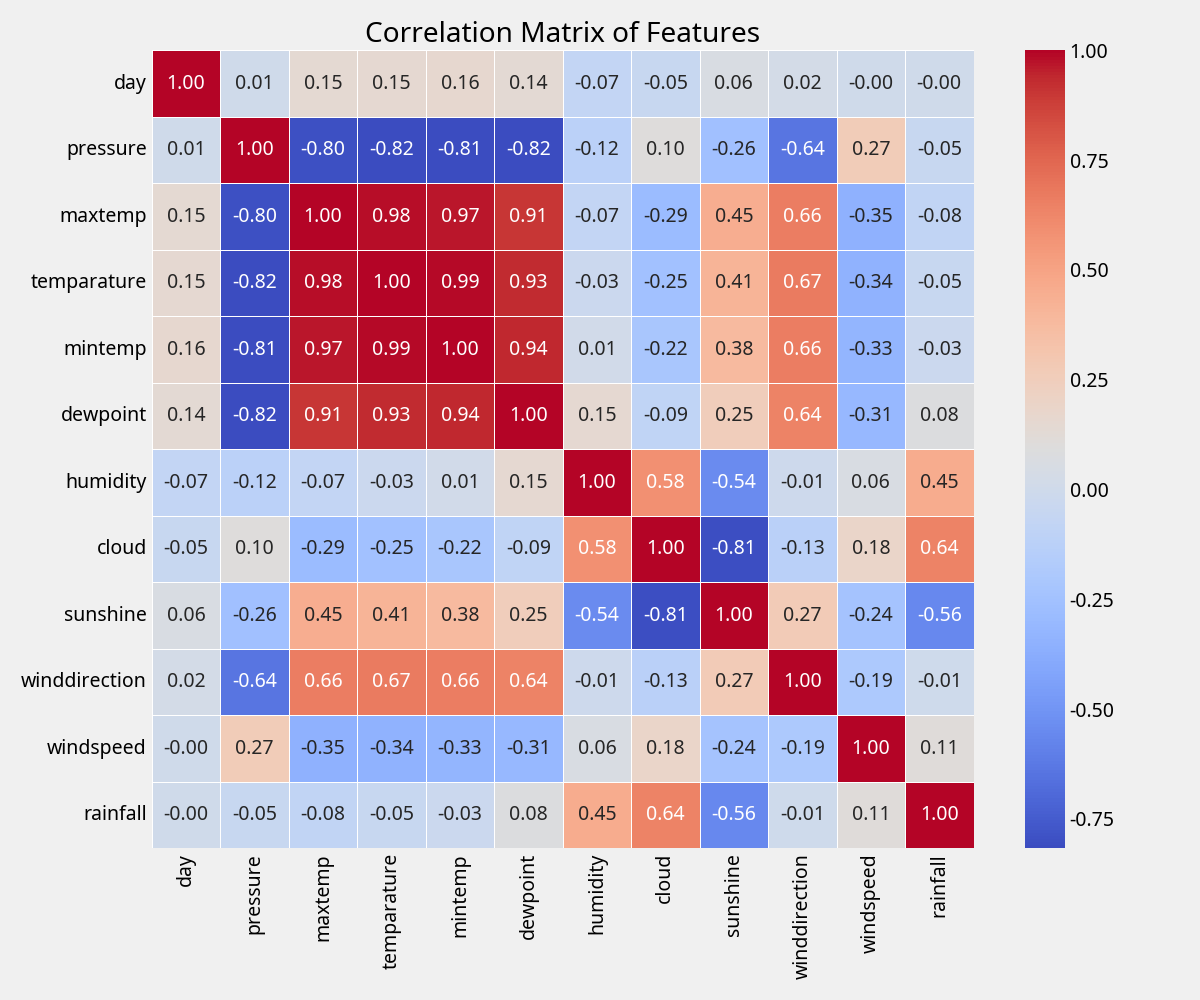 Correlation Matrix of Features
day 1.00 0.01 0.15 0.15 0.16 0.14 -0.07 -0.05 0.06 0.02 -0.00 -0.00
pressure 0.01 1.00 -0.80 -0.82 -0.81 -0.82 -0.12 0.10 -0.26 -0.64 0.27 -0.05
maxtemp 0.15 -0.80 1.00 0.98 0.97 0.91 -0.07 -0.29 0.45 0.66 -0.35 -0.08
temparature 0.15 -0.82 0.98 1.00 0.99 0.93 -0.03 -0.25 0.41 0.67 -0.34 -0.05
mintemp 0.16 -0.81 0.97 0.99 1.00 0.94 0.01 -0.22 0.38 0.66 -0.33 -0.03
dewpoint 0.14 -0.82 0.91 0.93 0.94 1.00 0.15 -0.09 0.25 0.64 -0.31 0.08
humidity -0.07 -0.12 -0.07 -0.03 0.01 0.15 1.00 0.58 -0.54 -0.01 0.06 0.45
cloud -0.05 0.10 -0.29 -0.25 -0.22 -0.09 0.58 1.00 -0.81 -0.13 0.18 0.64
sunshine 0.06 -0.26 0.45 0.41 0.38 0.25 -0.54 -0.81 1.00 0.27 -0.24 -0.56
winddirection 0.02 -0.64 0.66 0.67 0.66 0.64 -0.01 -0.13 0.27 1.00 -0.19 -0.01
windspeed -0.00 0.27 -0.35 -0.34 -0.33 -0.31 0.06 0.18 -0.24 -0.19 1.00 0.11
rainfall -0.00 -0.05 -0.08 -0.05 -0.03 0.08 0.45 0.64 -0.56 -0.01 0.11 1.00
day pressure maxtemp temparature mintemp dewpoint humidity cloud sunshine winddirection windspeed rainfall
1.00
0.75
0.50
0.25
0.00
-0.25
-0.50
-0.75